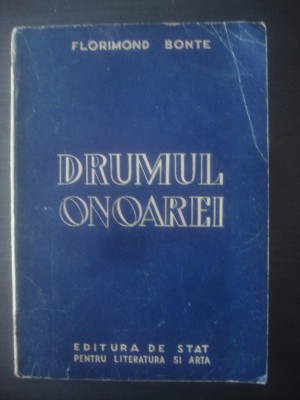 FLORIMOND BONTE
DRUMUL
ONOAREI
EDITURA DE STAT
PENTRU LITERATURA SI ARTA